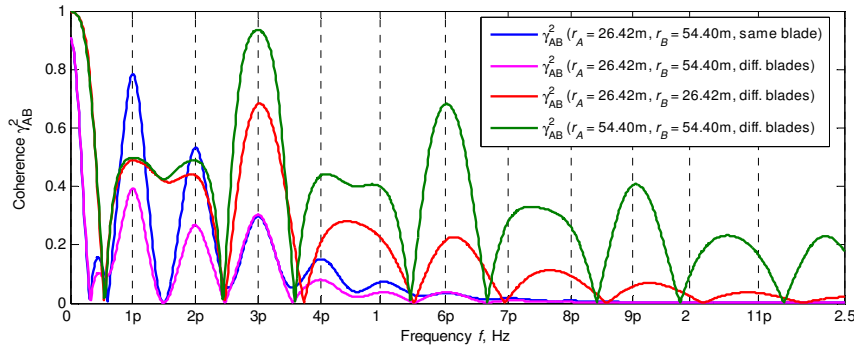 1
0.8
0.6
0.4
0.2
0
Coherence γ²AB
γ²AB (rA = 26.42m, rB = 54.40m, same blade)
γ²AB (rA = 26.42m, rB = 54.40m, diff. blades)
γ²AB (rA = 26.42m, rB = 26.42m, diff. blades)
γ²AB (rA = 54.40m, rB = 54.40m, diff. blades)
0 1p 2p 3p 4p 1 6p 7p 8p 9p 2 11p 2.5
Frequency f, Hz